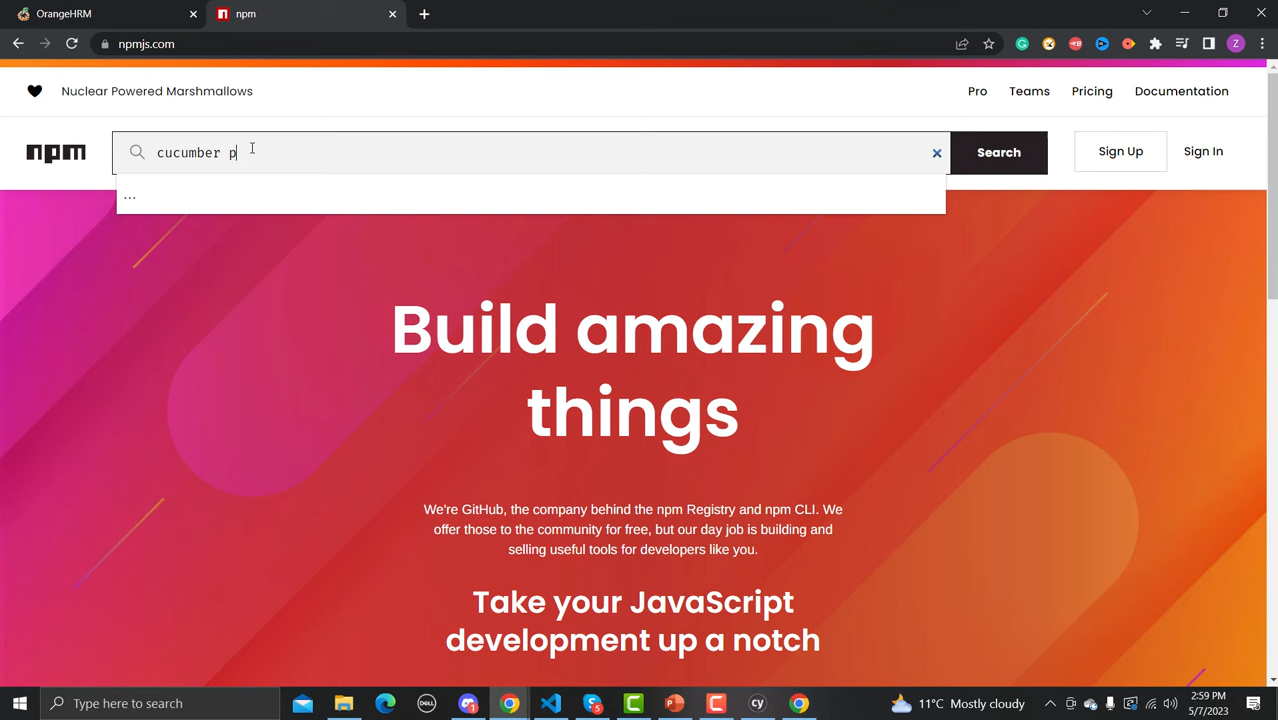 OrangeHRM
npm
npmjs.com
Nuclear Powered Marshmallows
Pro Teams Pricing Documentation
npm
cucumber p
Search
Sign Up
Sign In
...
Build amazing
things
We're GitHub, the company behind the npm Registry and npm CLI. We
offer those to the community for free, but our day job is building and
selling useful tools for developers like you.
Take your JavaScript
development up a notch
Type here to search
11°C Mostly cloudy
2:59 PM
5/7/2023